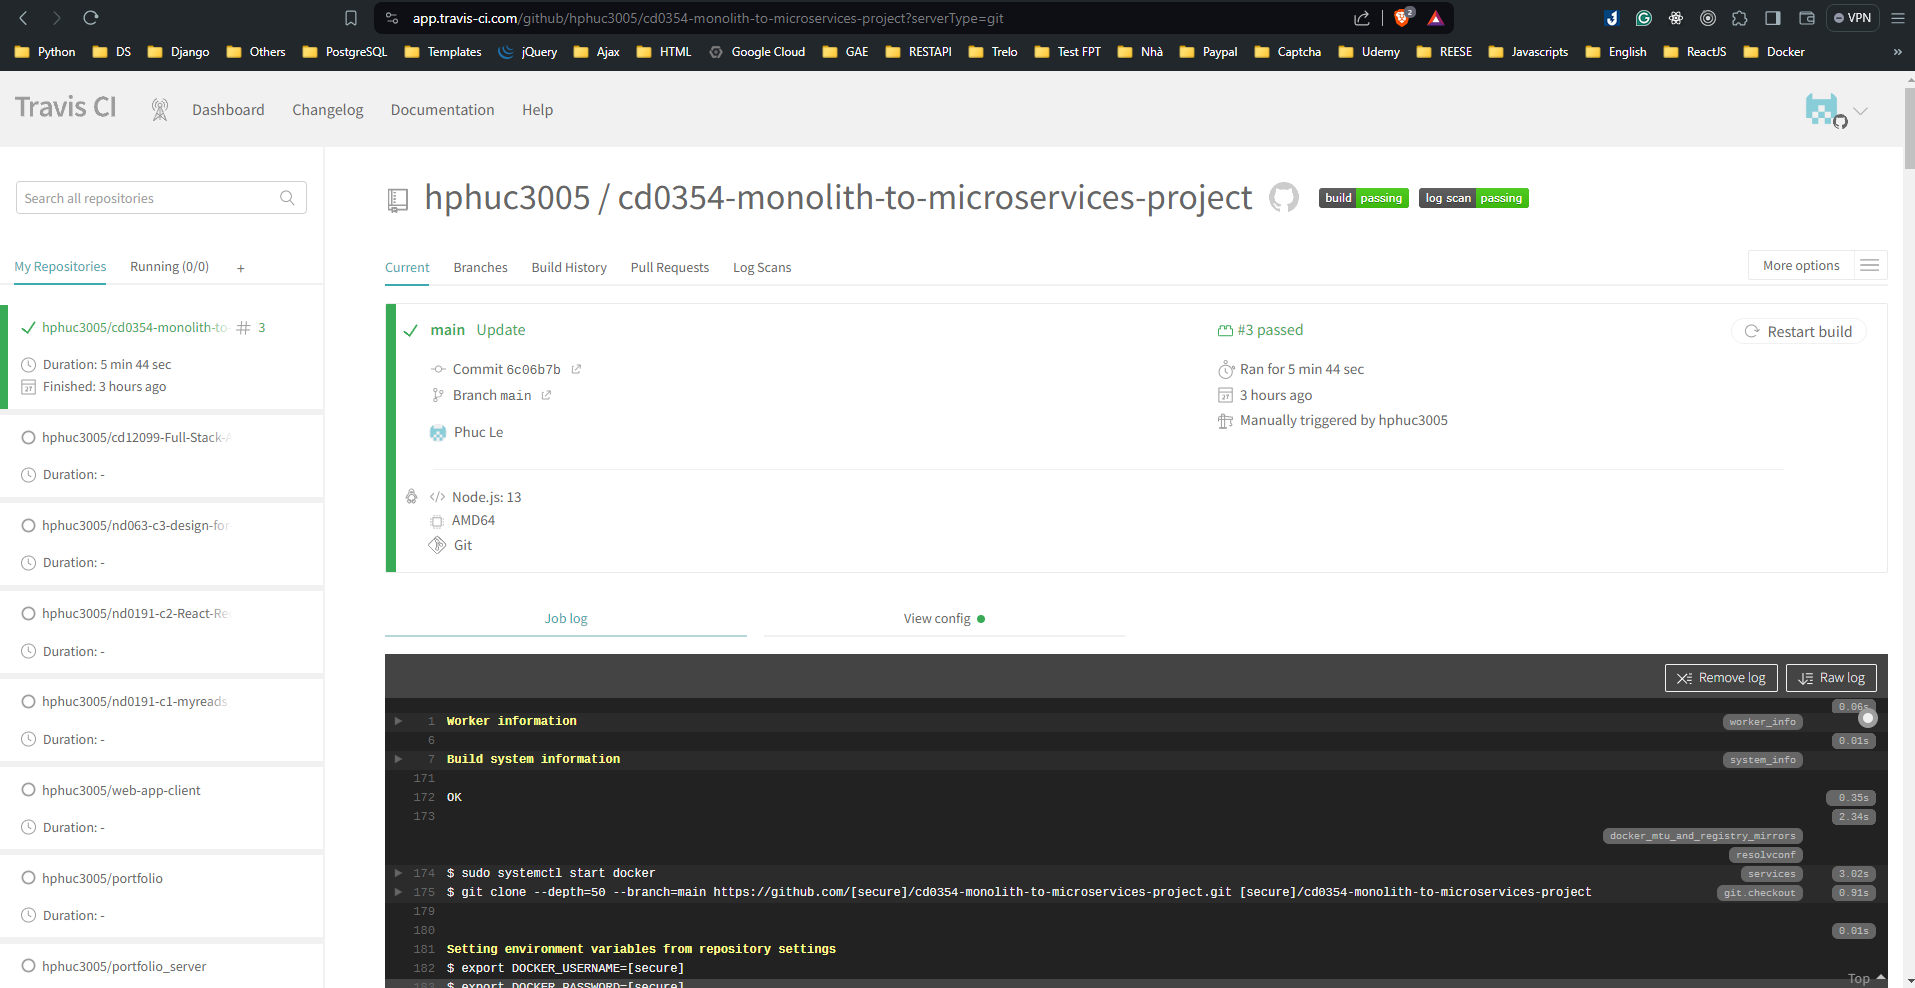 app.travis-ci.com/github/hphuc3005/cd0354-monolith-to-microservices-project?serverType=git
2
VPN
Python DS Django Others PostgreSQL Templates jQuery Ajax HTML Google Cloud GAE RESTAPI Trelo Test FPT Nhà Paypal Captcha Udemy REESE Javascripts English ReactJS Docker »
Travis CI Dashboard Changelog Documentation Help
Search all repositories
My Repositories Running (0/0) +
hphuc3005/cd0354-monolith-to- # 3
Duration: 5 min 44 sec
27 Finished: 3 hours ago
hphuc3005/cd12099-Full-Stack-
Duration: -
hphuc3005/nd063-c3-design-for
Duration: -
hphuc3005/nd0191-c2-React-Re
Duration: -
hphuc3005/nd0191-c1-myreads
Duration: -
hphuc3005/web-app-client
Duration: -
hphuc3005/portfolio
Duration: -
hphuc3005/portfolio_server
hphuc3005 / cd0354-monolith-to-microservices-project build passing log scan passing
Current Branches Build History Pull Requests Log Scans More options
main Update
Commit 6c06b7b
Branch main
Phuc Le
#3 passed
Restart build
Ran for 5 min 44 sec
27 3 hours ago
Manually triggered by hphuc3005
</> Node.js: 13
AMD64
Git
Job log View config
Remove log Raw log
0.06s
1 Worker information worker_info
6 0.01s
7 Build system information system_info
171
172 OK 0.35s
173 2.34s
docker_mtu_and_registry_mirrors
resolvconf
174 $ sudo systemctl start docker services 3.02s
175 $ git clone --depth=50 --branch=main https://github.com/[secure]/cd0354-monolith-to-microservices-project.git [secure]/cd0354-monolith-to-microservices-project git.checkout 0.91s
179
180 0.01s
181 Setting environment variables from repository settings
182 $ export DOCKER_USERNAME=[secure]
183 $ export DOCKER_PASSWORD=[secure]
Top